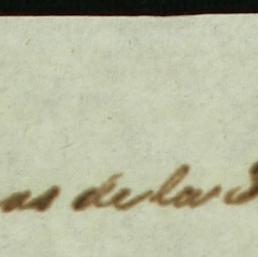 as de la